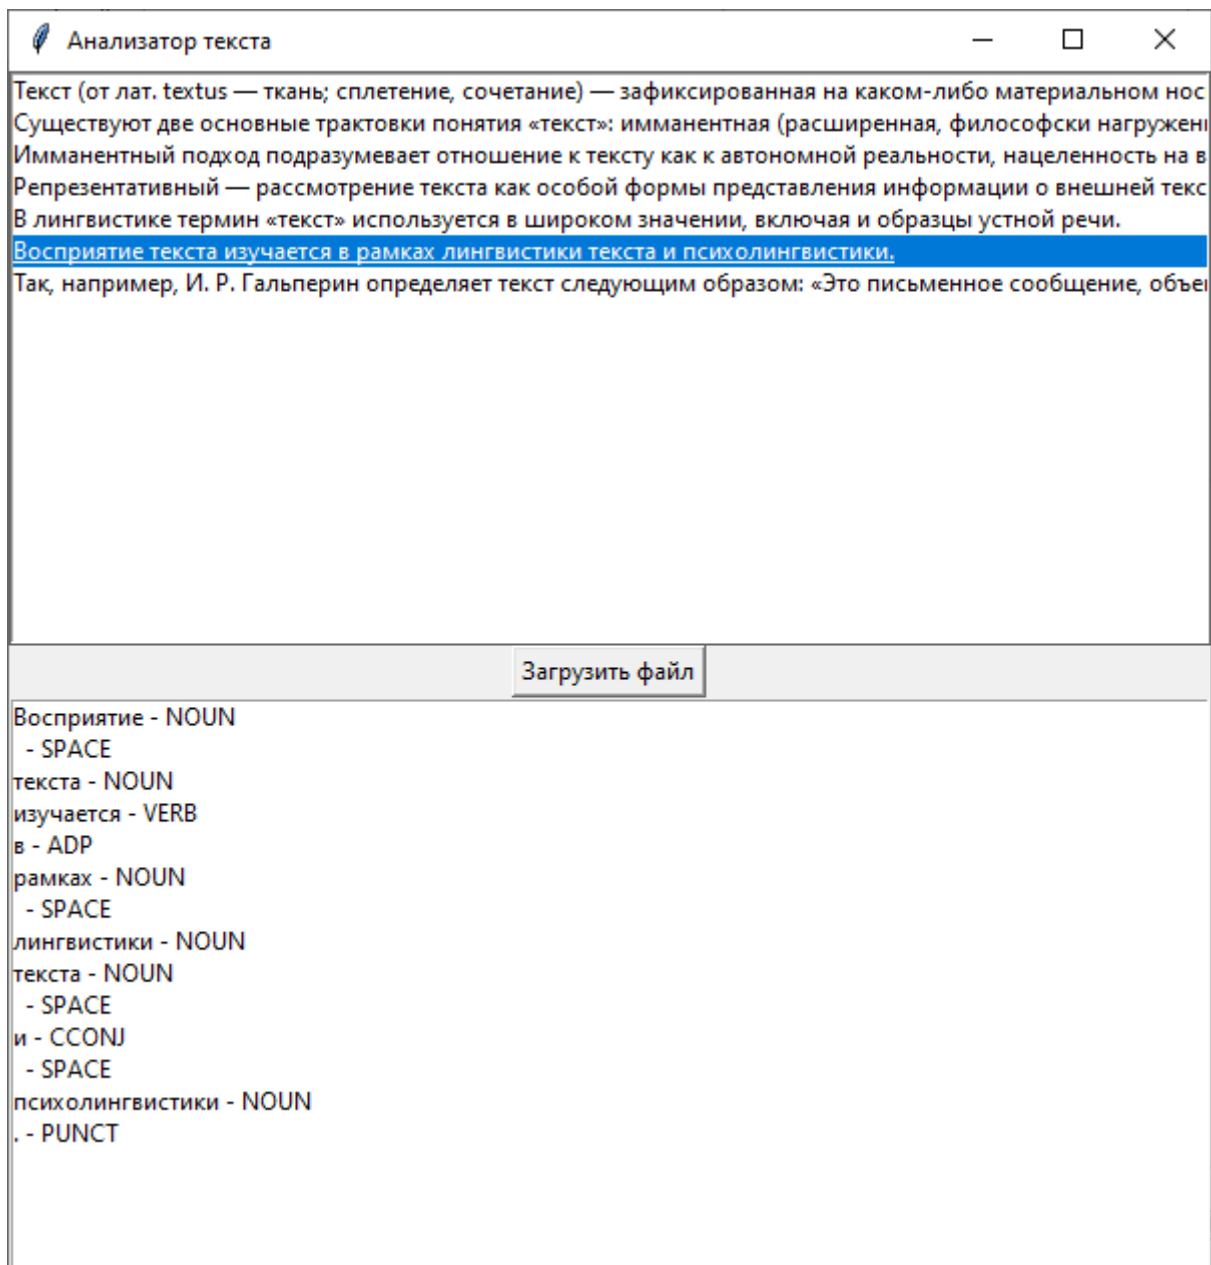 Анализатор текста
Текст (от лат. textus — ткань; сплетение, сочетание) — зафиксированная на каком-либо материальном нос
Существуют две основные трактовки понятия «текст»: имманентная (расширенная, философски нагружен
Имманентный подход подразумевает отношение к тексту как к автономной реальности, нацеленность на в
Репрезентативный — рассмотрение текста как особой формы представления информации о внешней текс
В лингвистике термин «текст» используется в широком значении, включая и образцы устной речи.
Восприятие текста изучается в рамках лингвистики текста и психолингвистики.
Так, например, И. Р. Гальперин определяет текст следующим образом: «Это письменное сообщение, объе
Загрузить файл
Восприятие - NOUN
- SPACE
текста - NOUN
изучается - VERB
в - ADP
рамках - NOUN
- SPACE
лингвистики - NOUN
текста - NOUN
- SPACE
и - CCONJ
- SPACE
психолингвистики - NOUN
. - PUNCT